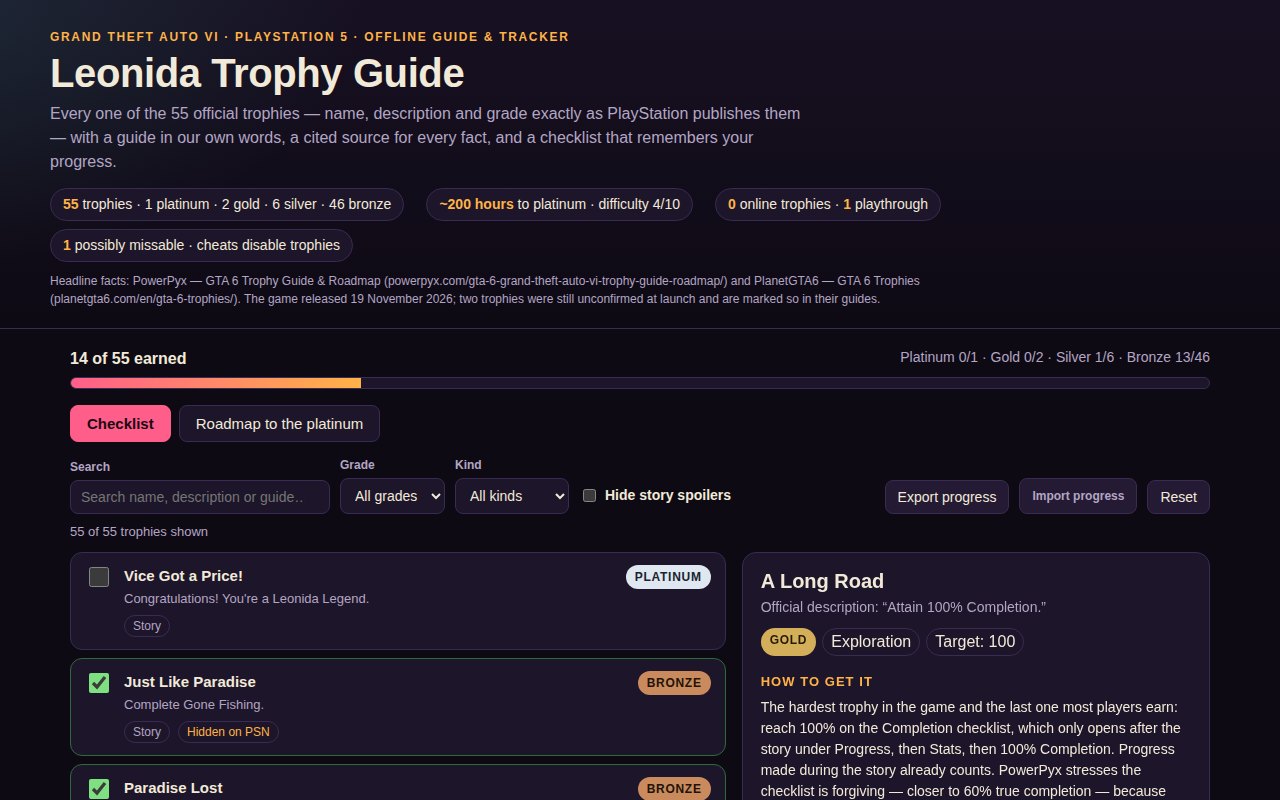 GRAND THEFT AUTO VI · PLAYSTATION 5 · OFFLINE GUIDE & TRACKER
Leonida Trophy Guide
Every one of the 55 official trophies — name, description and grade exactly as PlayStation publishes them
— with a guide in our own words, a cited source for every fact, and a checklist that remembers your
progress.
55 trophies · 1 platinum · 2 gold · 6 silver · 46 bronze
~200 hours to platinum · difficulty 4/10
0 online trophies · 1 playthrough
1 possibly missable · cheats disable trophies
Headline facts: PowerPyx — GTA 6 Trophy Guide & Roadmap (powerpyx.com/gta-6-grand-theft-auto-vi-trophy-guide-roadmap/) and PlanetGTA6 — GTA 6 Trophies
(planetgta6.com/en/gta-6-trophies/). The game released 19 November 2026; two trophies were still unconfirmed at launch and are marked so in their guides.
14 of 55 earned
Platinum 0/1 · Gold 0/2 · Silver 1/6 · Bronze 13/46
Checklist
Roadmap to the platinum
Search
Grade
Kind
Search name, description or guide..
All grades
All kinds
Hide story spoilers
Export progress
Import progress
Reset
55 of 55 trophies shown
Vice Got a Price!
PLATINUM
Congratulations! You're a Leonida Legend.
Story
Just Like Paradise
BRONZE
Complete Gone Fishing.
Story
Hidden on PSN
Paradise Lost
BRONZE
A Long Road
Official description: “Attain 100% Completion.”
GOLD
Exploration
Target: 100
HOW TO GET IT
The hardest trophy in the game and the last one most players earn:
reach 100% on the Completion checklist, which only opens after the
story under Progress, then Stats, then 100% Completion. Progress
made during the story already counts. PowerPyx stresses the
checklist is forgiving — closer to 60% true completion — because